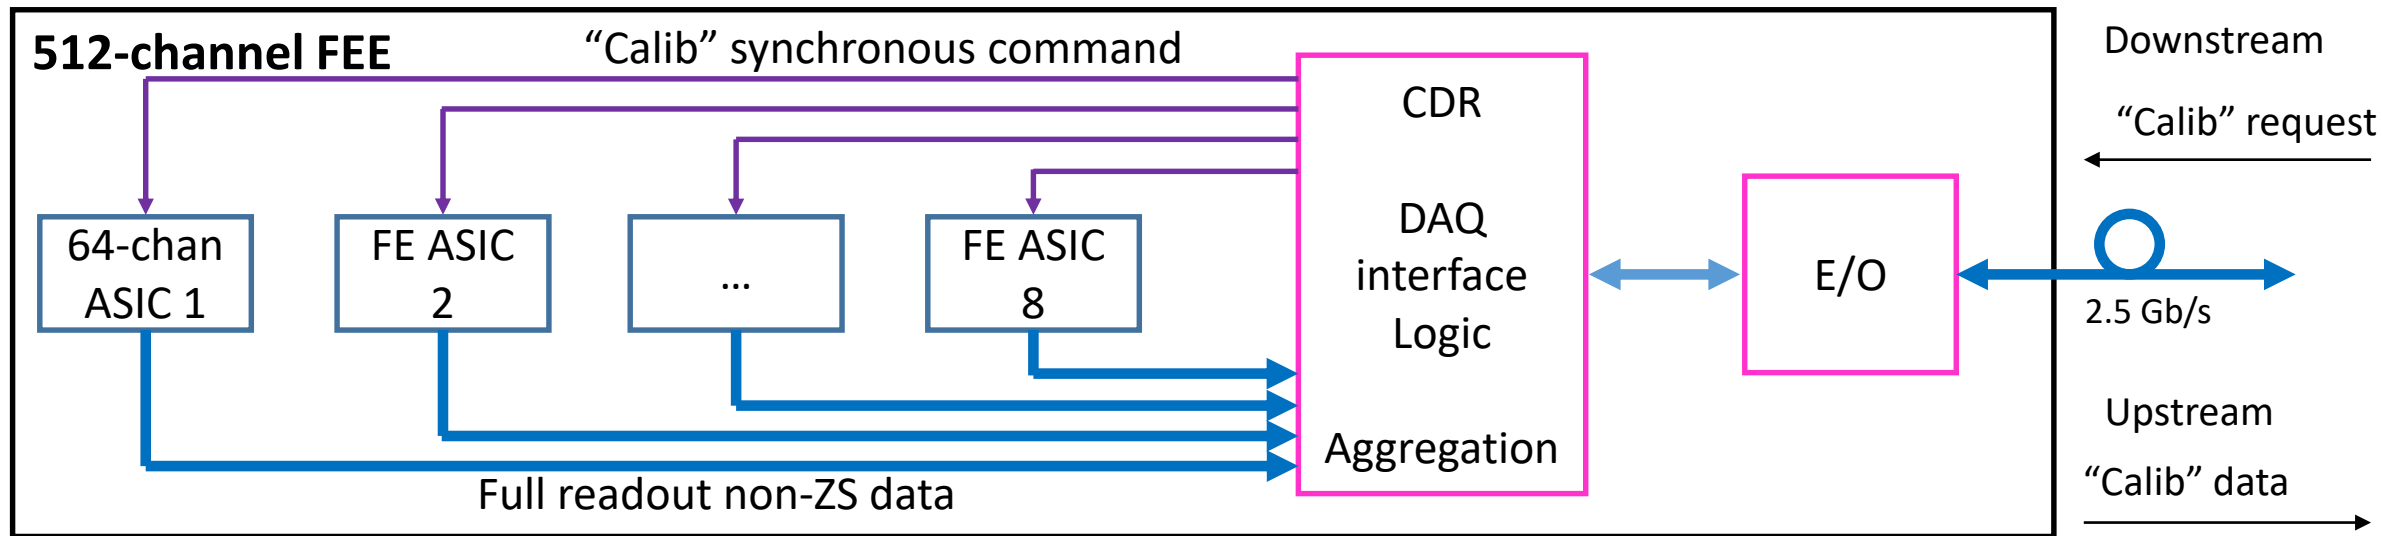 512-channel FEE
“Calib” synchronous command
64-chan
ASIC 1
FE ASIC
2
...
FE ASIC
8
Full readout non-ZS data
CDR
DAQ
interface
Logic
Aggregation
E/O
Downstream
“Calib” request
2.5 Gb/s
Upstream
“Calib” data